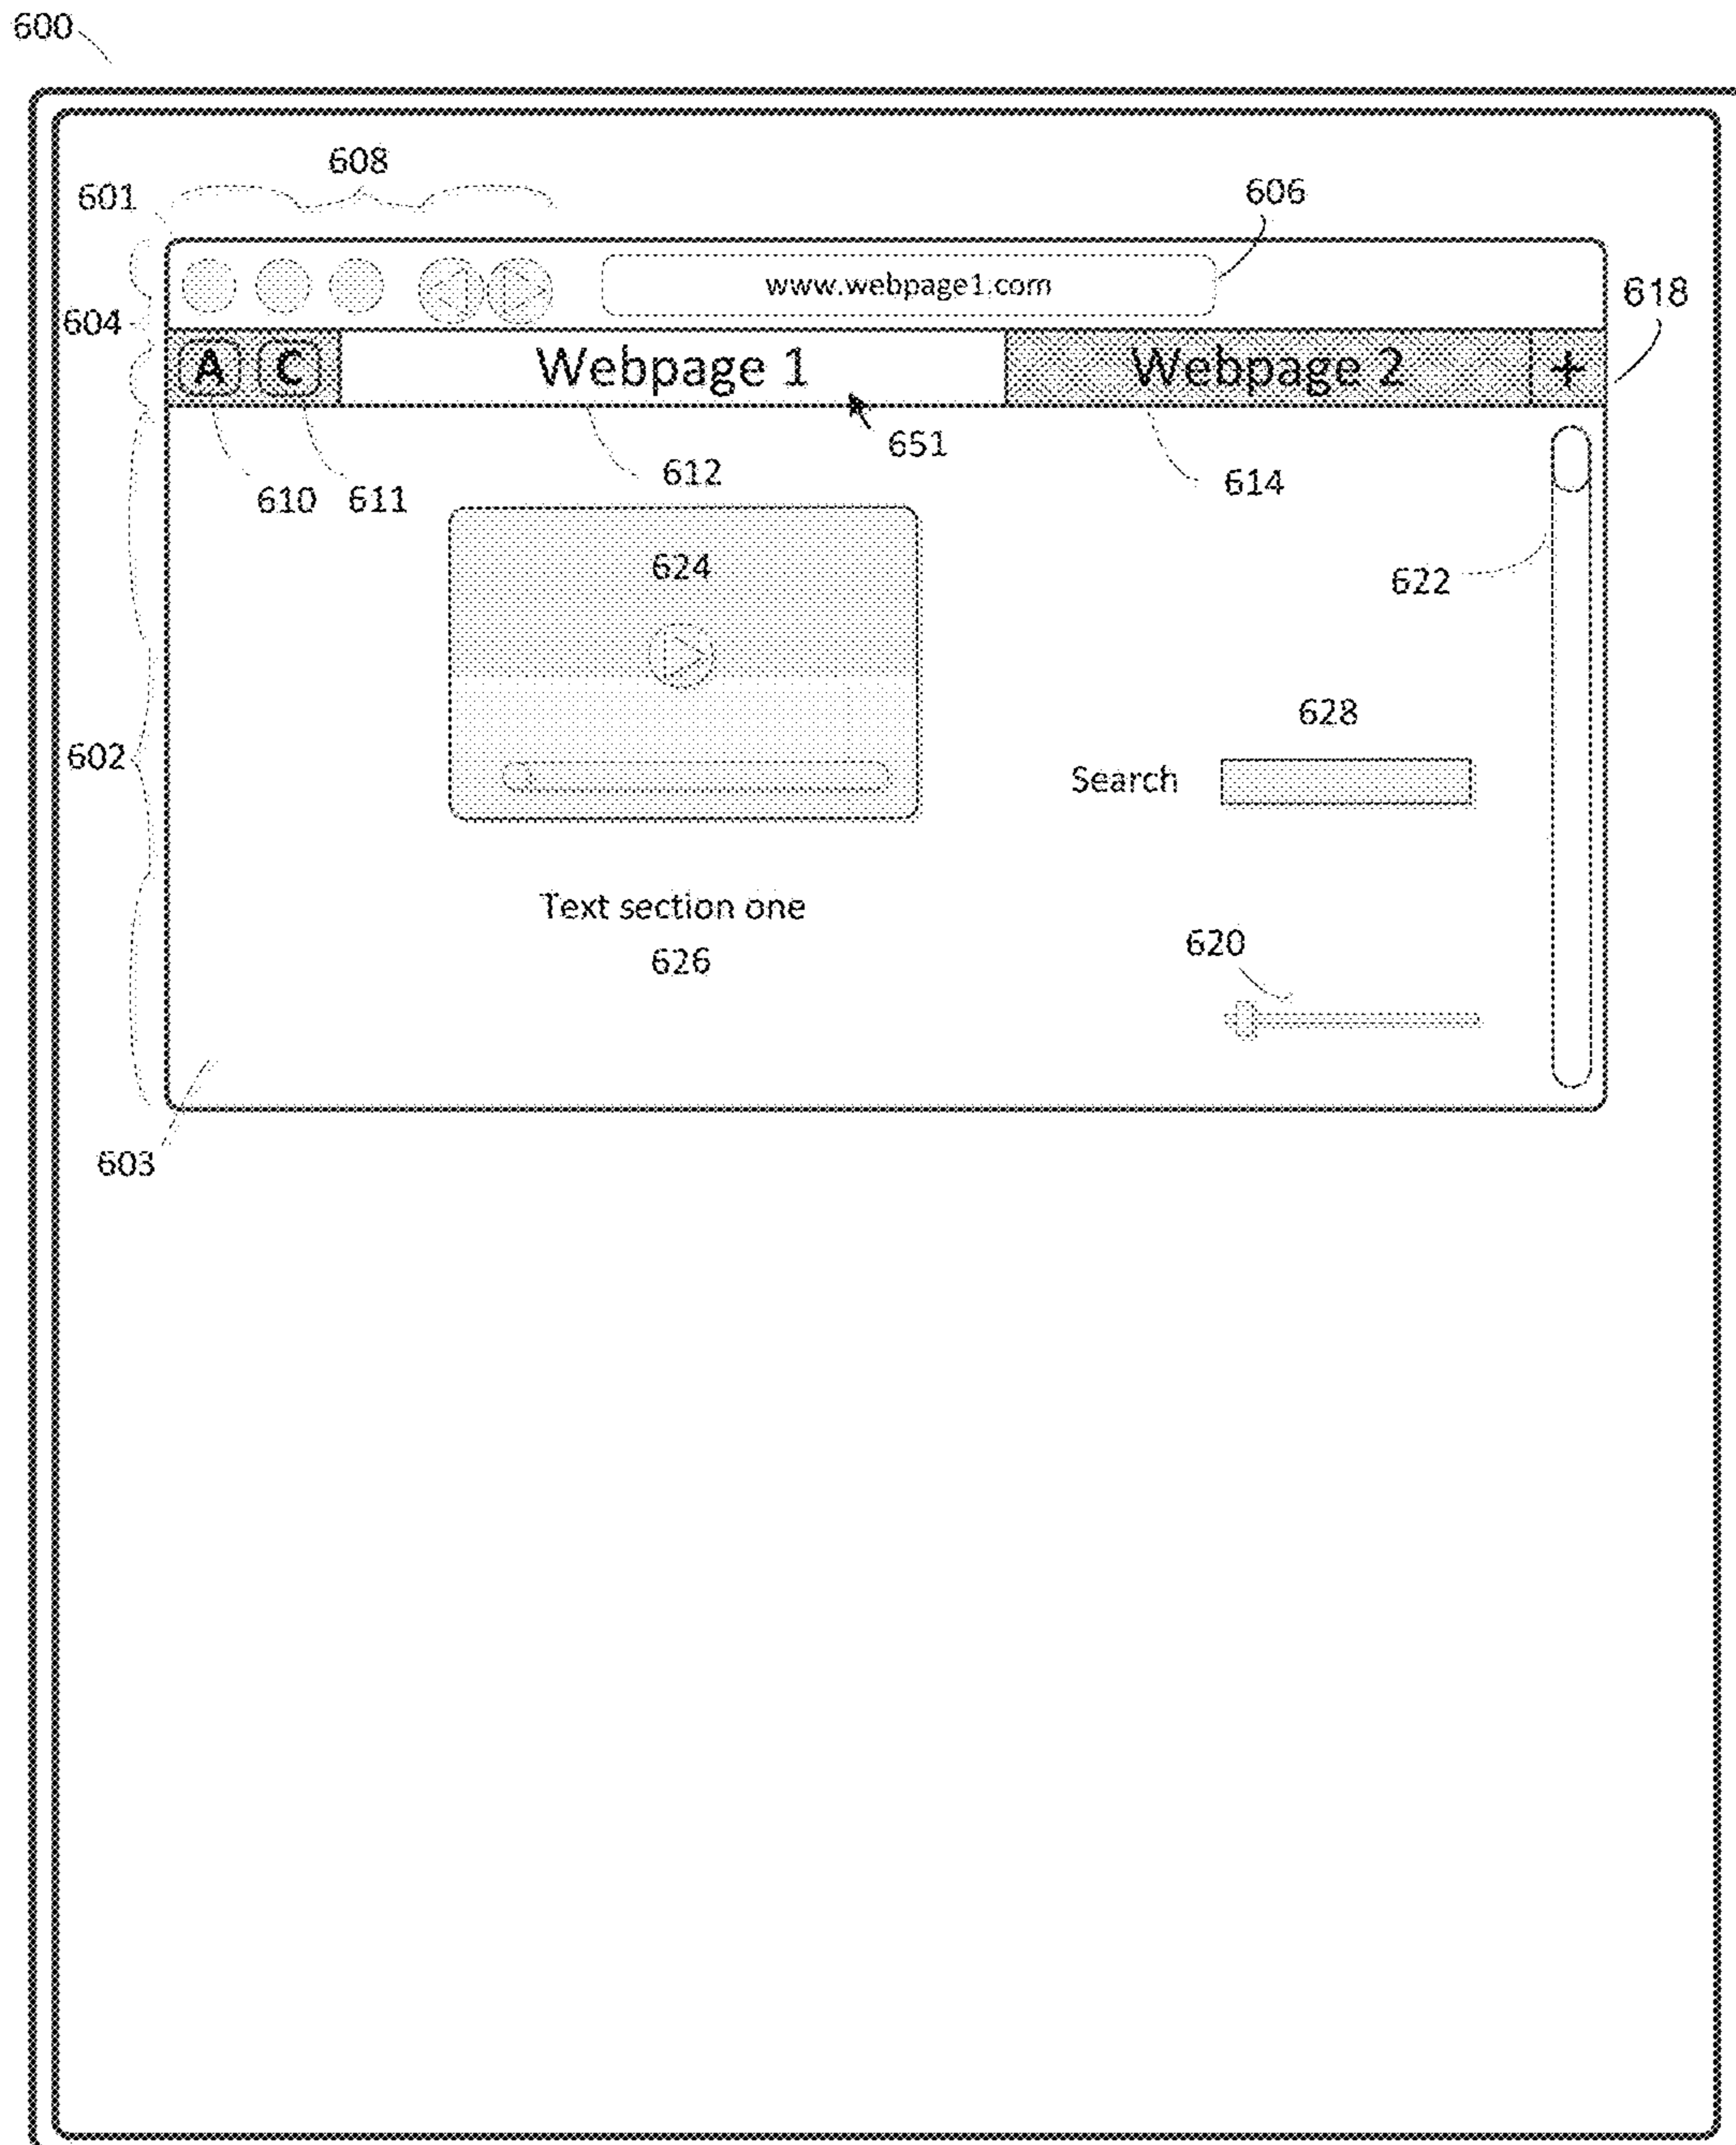 600
608
601
606
www.webpage1.com
618
604
A C Webpage 1 Webpage 2 +
651
610 611 612 614
624
622
628
602
Search
Text section one
620
626
603